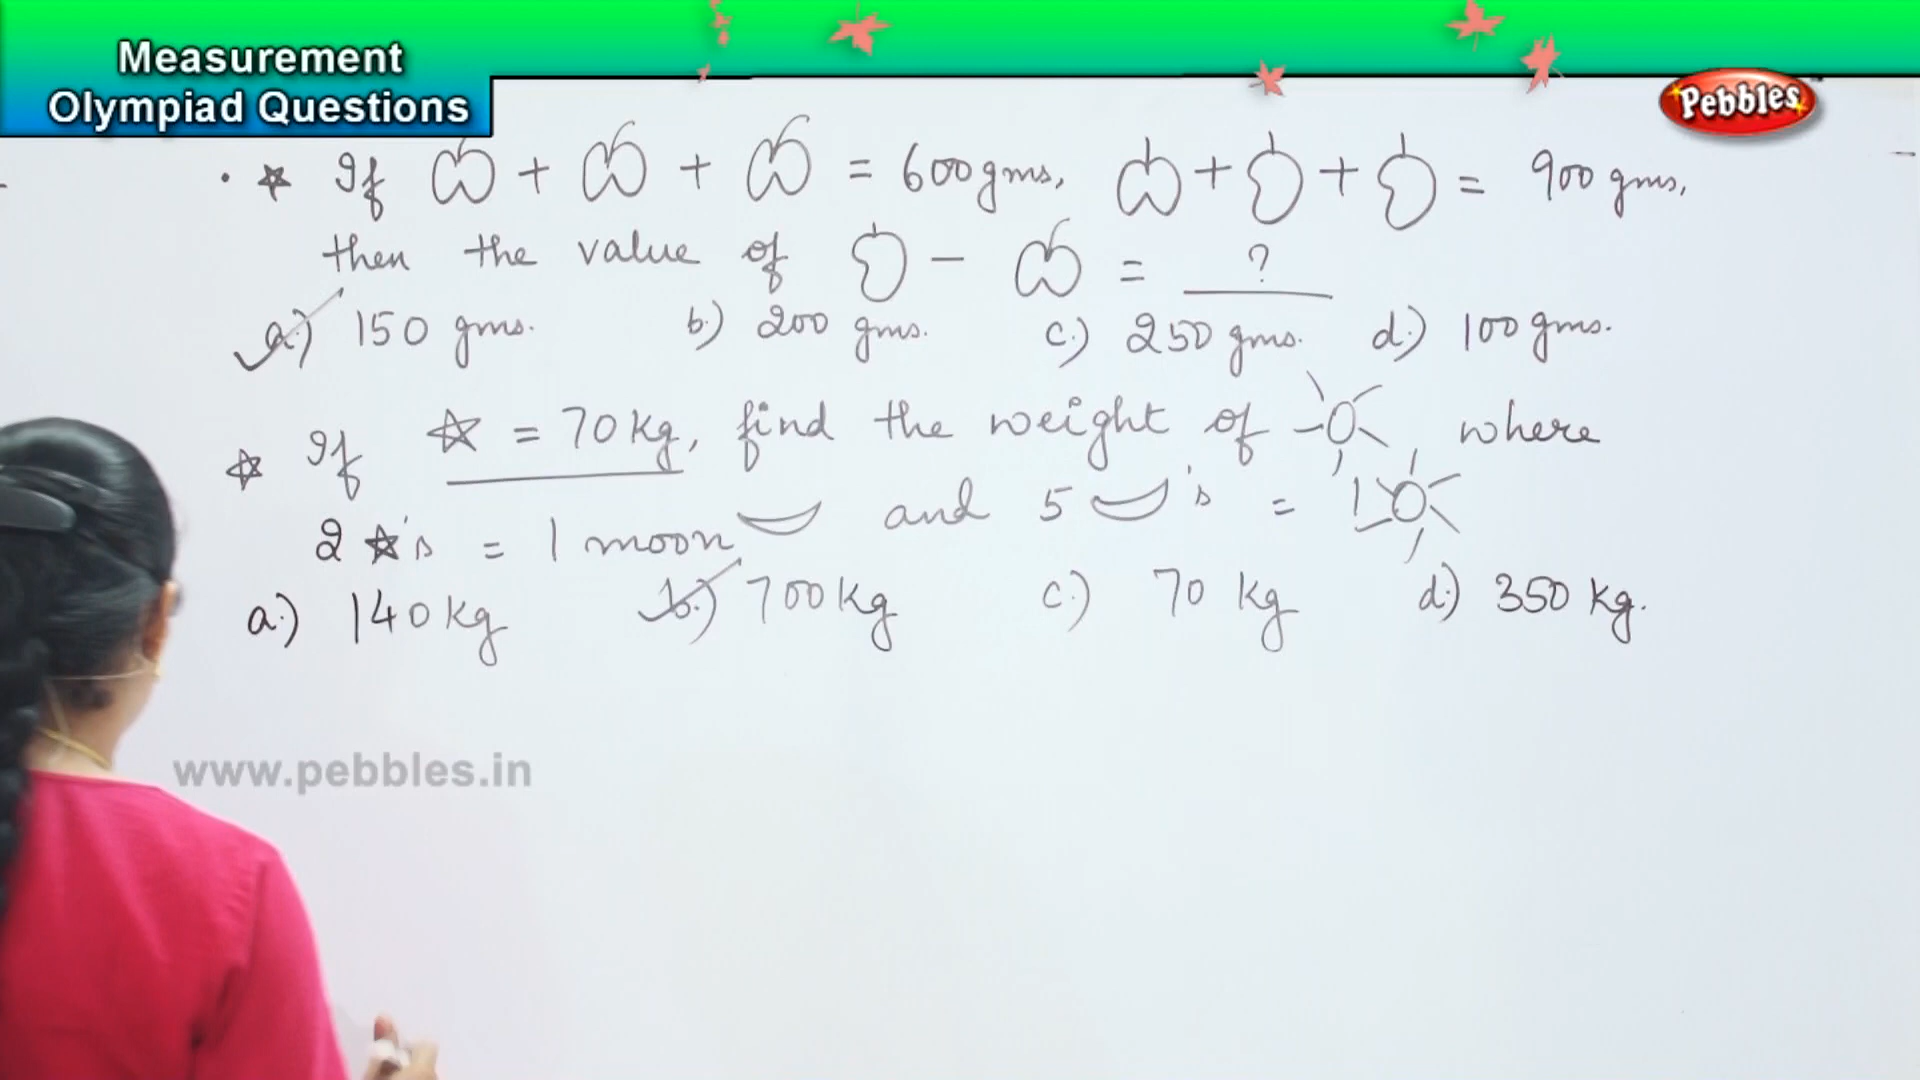 Measurement
Olympiad Questions
Pebbles
If + + = 600 gms, + + = 900 gms,
then the value of - = ?
a.) 150 gms. b.) 200 gms. c.) 250 gms. d.) 100 gms.
If ☆ = 70 kg, find the weight of where
2 ☆'s = 1 moon and 5 's = 1
a.) 140 kg b.) 700 kg c.) 70 kg d.) 350 kg.
www.pebbles.in